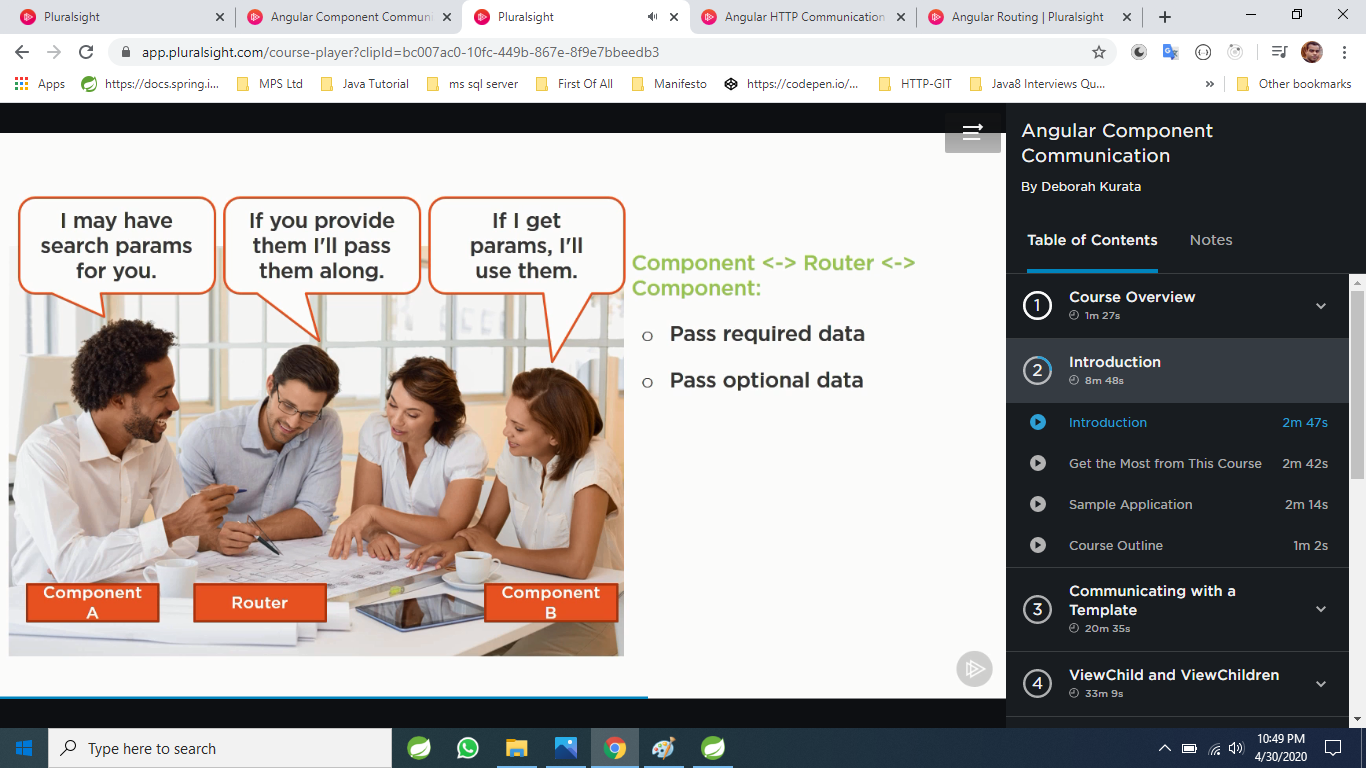 Pluralsight
Angular Component Communi
Pluralsight
Angular HTTP Communication
Angular Routing | Pluralsight
app.pluralsight.com/course-player?clipId=bc007ac0-10fc-449b-867e-8f9e7bbeedb3
Apps
https://docs.spring.i...
MPS Ltd
Java Tutorial
ms sql server
First Of All
Manifesto
https://codepen.io/...
HTTP-GIT
Java8 Interviews Qu...
Other bookmarks
I may have
search params
for you.
If you provide
them I'll pass
them along.
If I get
params, I'll
use them.
Component <-> Router <->
Component:
o Pass required data
o Pass optional data
Component
A
Router
Component
B
Angular Component
Communication
By Deborah Kurata
Table of Contents
Notes
1
Course Overview
1m 27s
2
Introduction
8m 48s
Introduction 2m 47s
Get the Most from This Course 2m 42s
Sample Application 2m 14s
Course Outline 1m 2s
3
Communicating with a
Template
20m 35s
4
ViewChild and ViewChildren
33m 9s
Type here to search
10:49 PM
4/30/2020